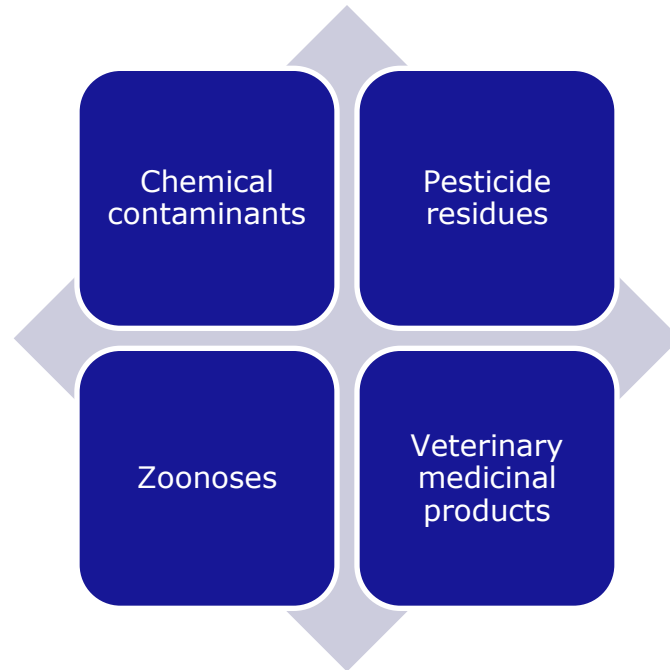 Chemical
contaminants
Pesticide
residues
Zoonoses
Veterinary
medicinal
products